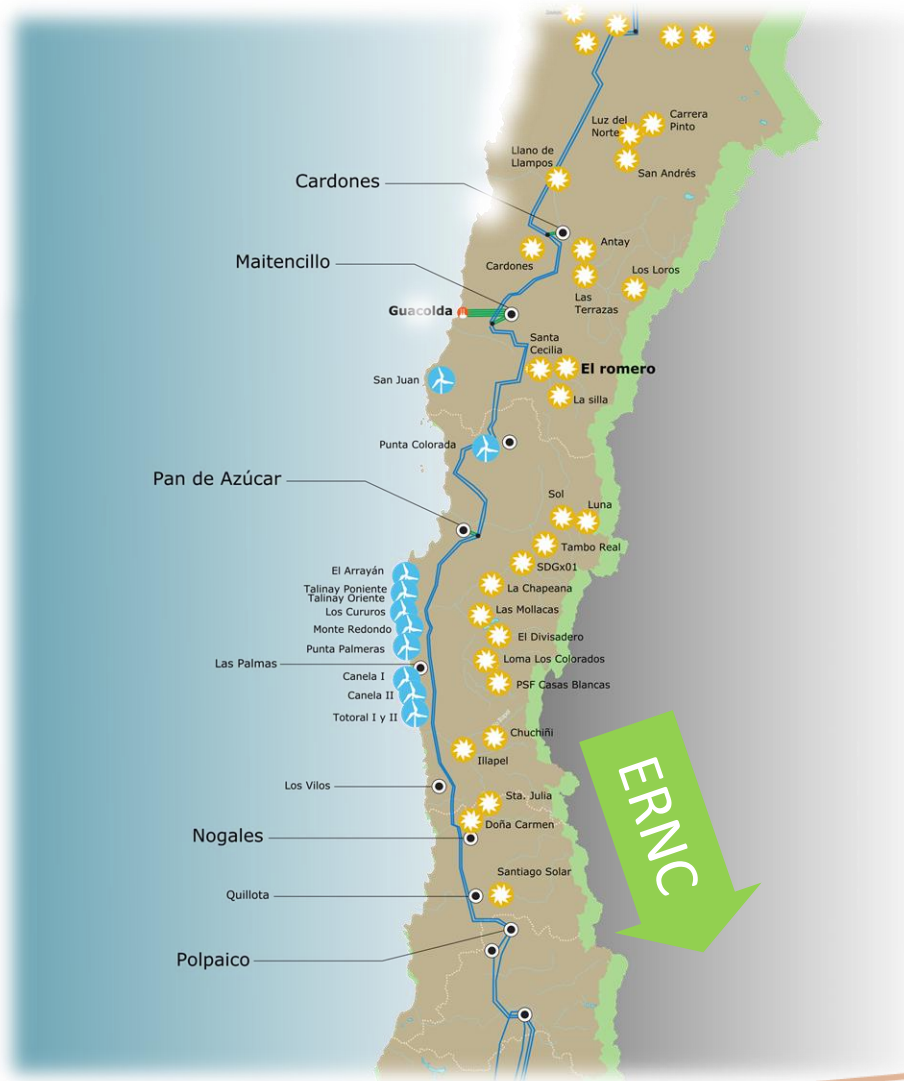 Luz del
Norte
Carrera
Pinto
Llano de
Llampos
San Andrés
Cardones
Antay
Cardones
Maitencillo
Los Loros
Las
Terrazas
Guacolda
Santa
Cecilia
El romero
San Juan
La silla
Punta Colorada
Pan de Azúcar
Sol
Luna
Tambo Real
SDGx01
El Arrayán
Talinay Poniente
Talinay Oriente
La Chapeana
Los Cururos
Las Mollacas
Monte Redondo
El Divisadero
Punta Palmeras
Loma Los Colorados
Las Palmas
Canela I
PSF Casas Blancas
Canela II
Totoral I y II
Chuchiñi
Illapel
ERNC
Los Vilos
Sta. Julia
Doña Carmen
Nogales
Santiago Solar
Quillota
Polpaico